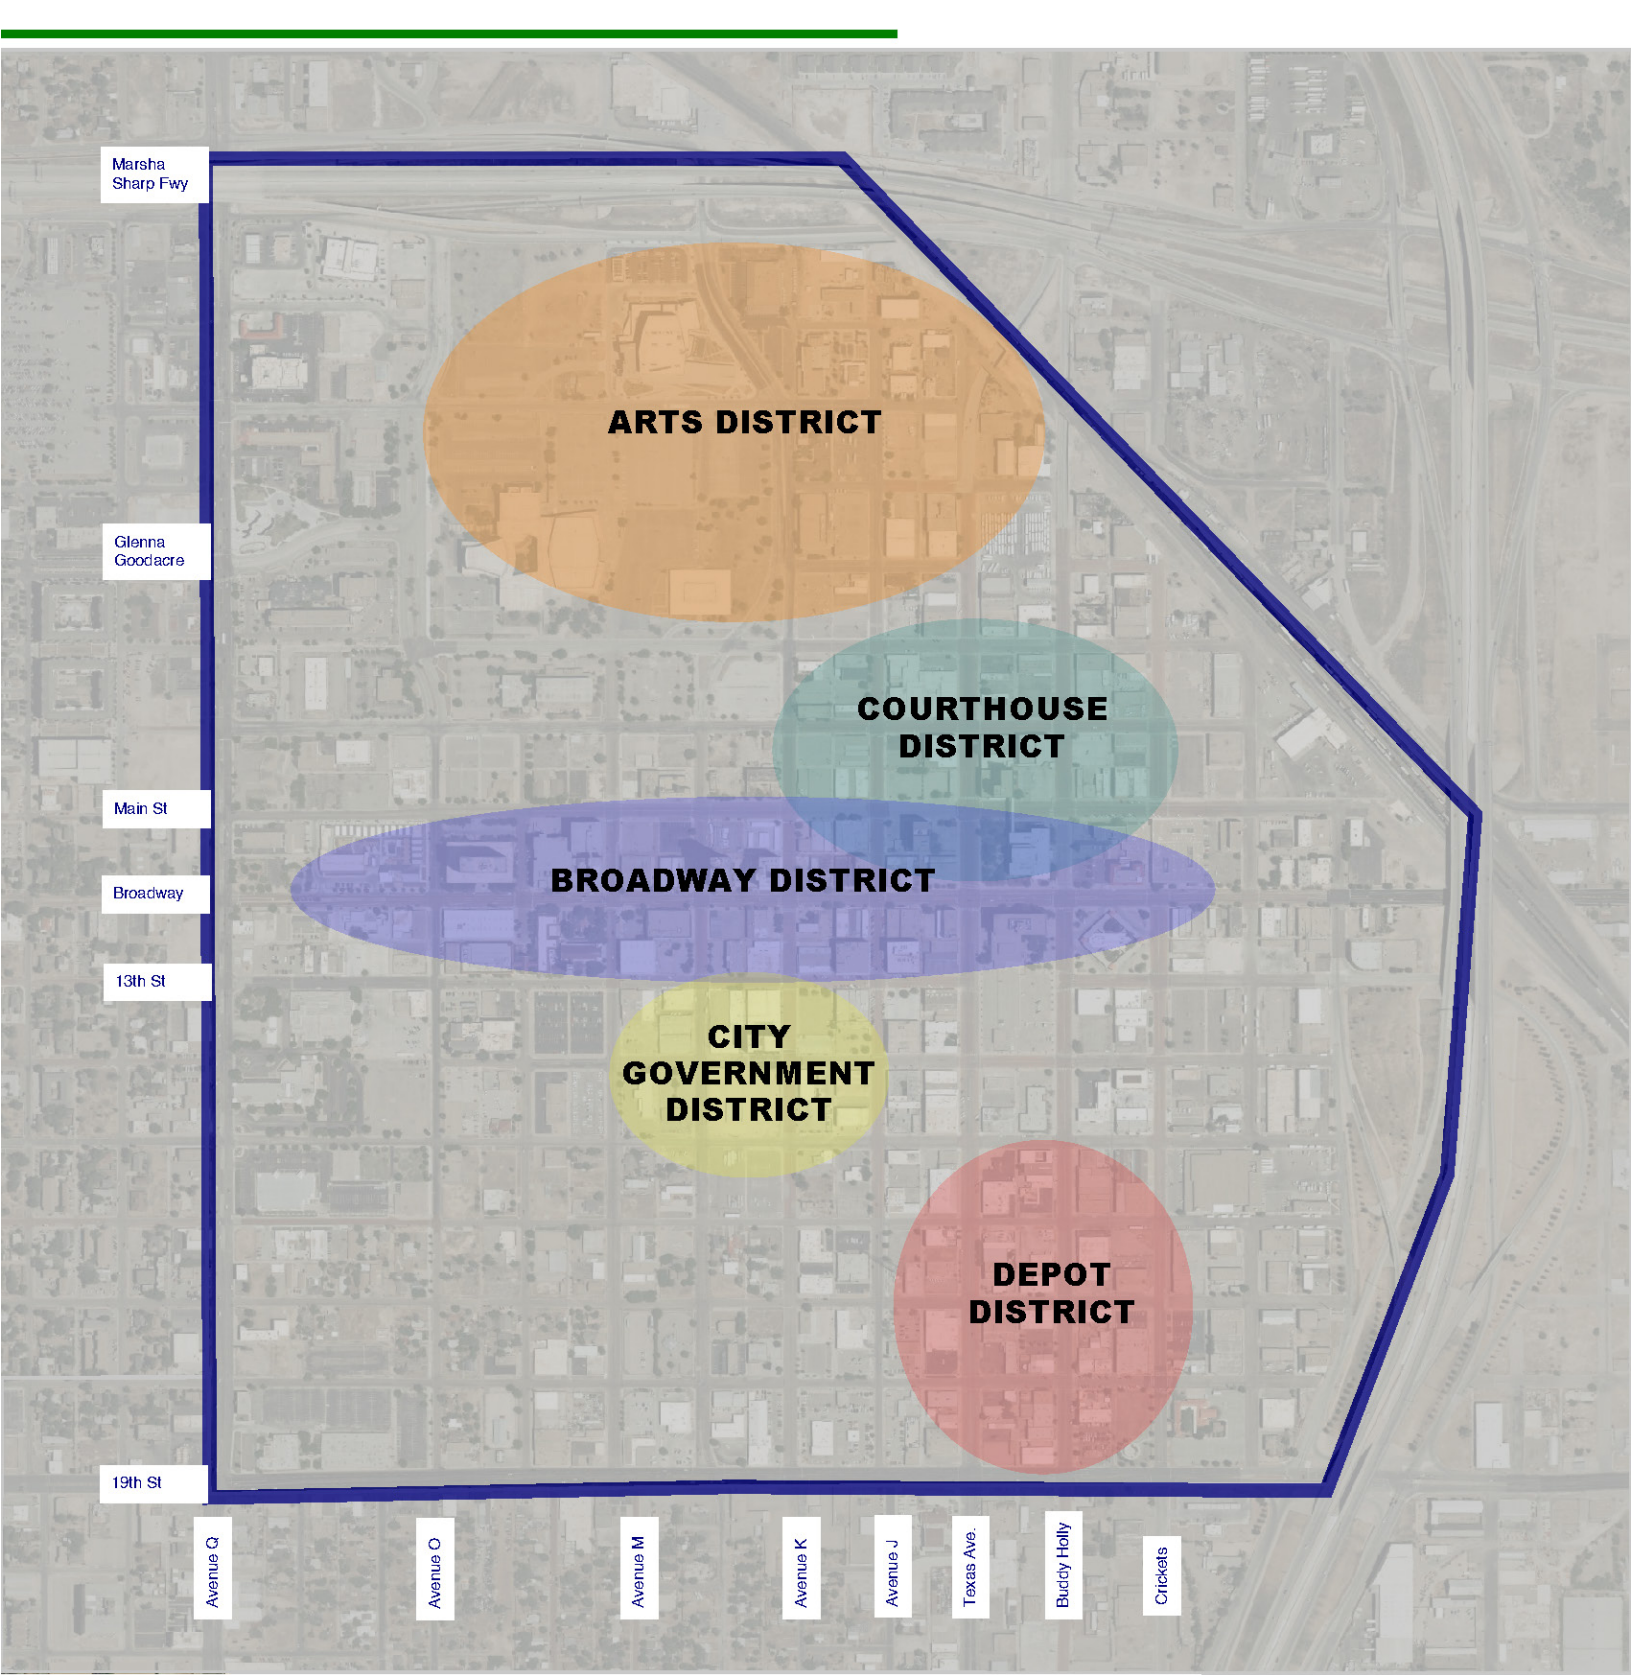 Marsha
Sharp Fwy
ARTS DISTRICT
Glenna
Goodacre
COURTHOUSE
DISTRICT
Main St
BROADWAY DISTRICT
Broadway
13th St
CITY
GOVERNMENT
DISTRICT
DEPOT
DISTRICT
19th St
Avenue Q
Avenue O
Avenue M
Avenue K
Avenue J
Texas Ave.
Buddy Holly
Crickets